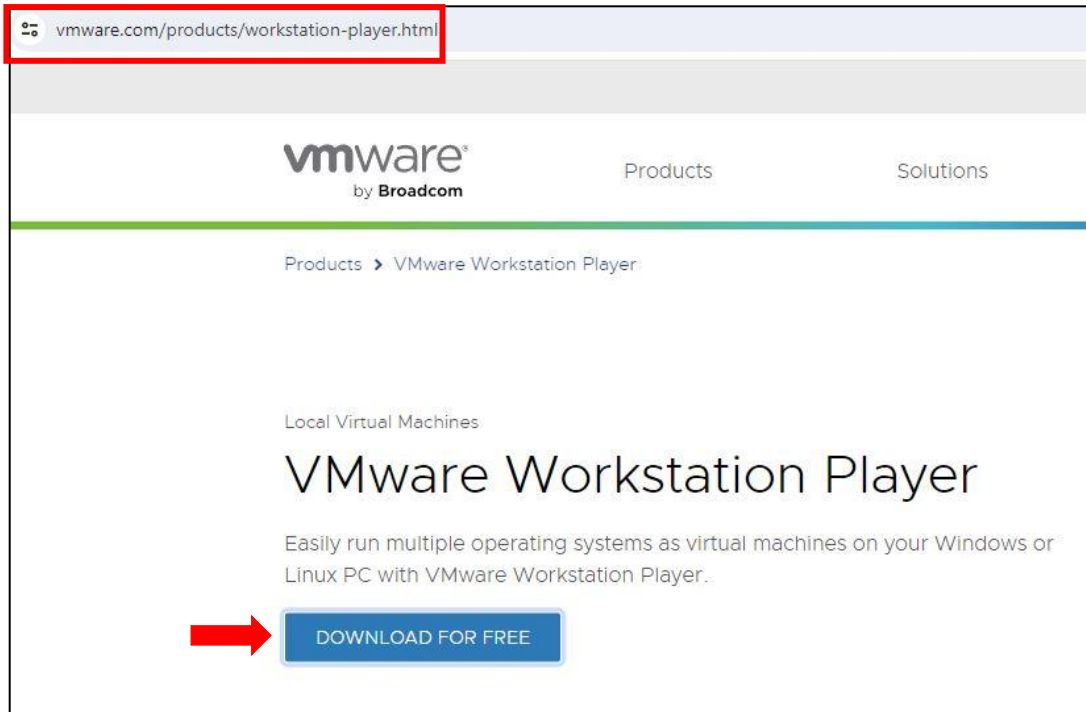 vmware.com/products/workstation-player.html
vmware®
by Broadcom
Products
Solutions
Products > VMware Workstation Player
Local Virtual Machines
VMware Workstation Player
Easily run multiple operating systems as virtual machines on your Windows or
Linux PC with VMware Workstation Player.
DOWNLOAD FOR FREE